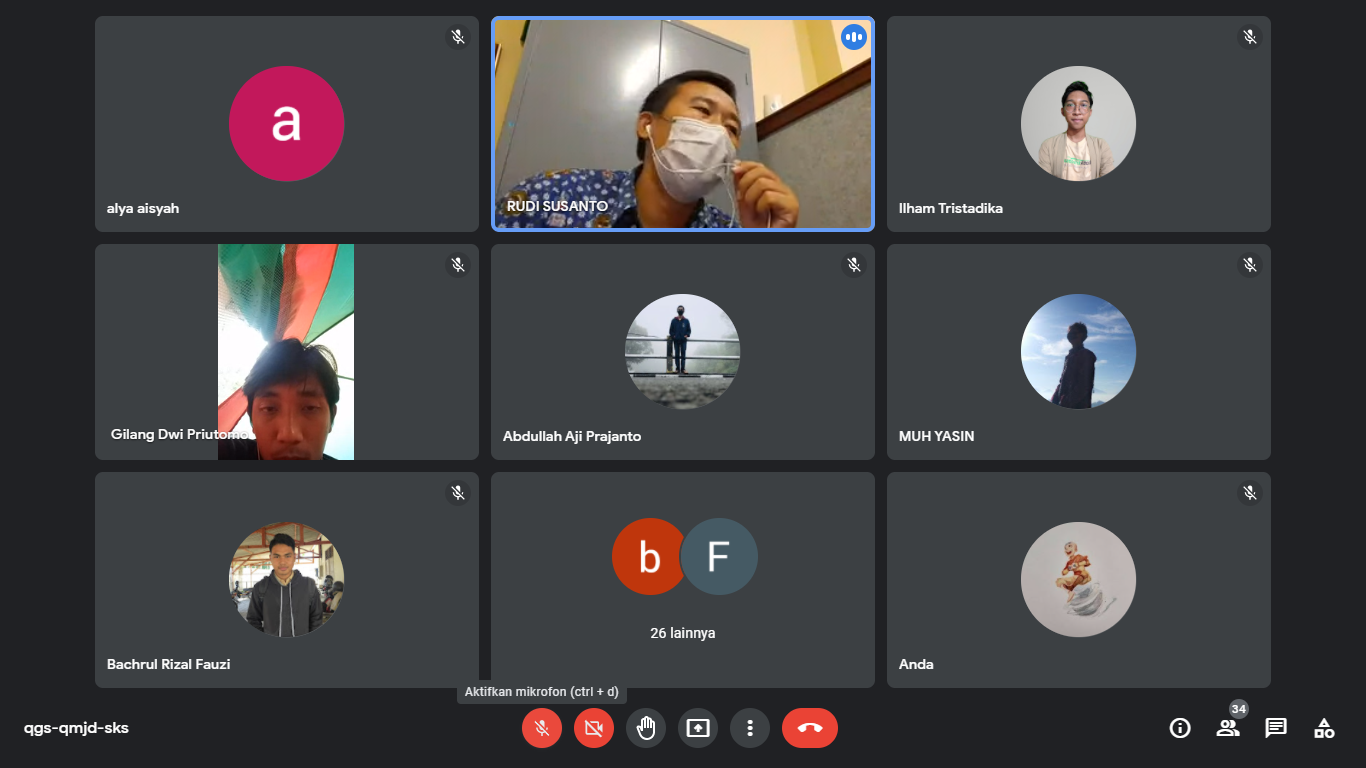 a
alya aisyah
RUDI SUSANTO
Ilham Tristadika
Gilang Dwi Priutomo
Abdullah Aji Prajanto
MUH YASIN
Bachrul Rizal Fauzi
b F
26 lainnya
Anda
Aktifkan mikrofon (ctrl + d)
qgs-qmjd-sks
34